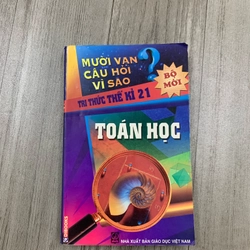 MƯỜI VẠN
CÂU HỎI
VÌ SAO
BỘ
MỚI
TRI THỨC THẾ KỈ 21
TOÁN HỌC
NHÀ XUẤT BẢN GIÁO DỤC VIỆT NAM